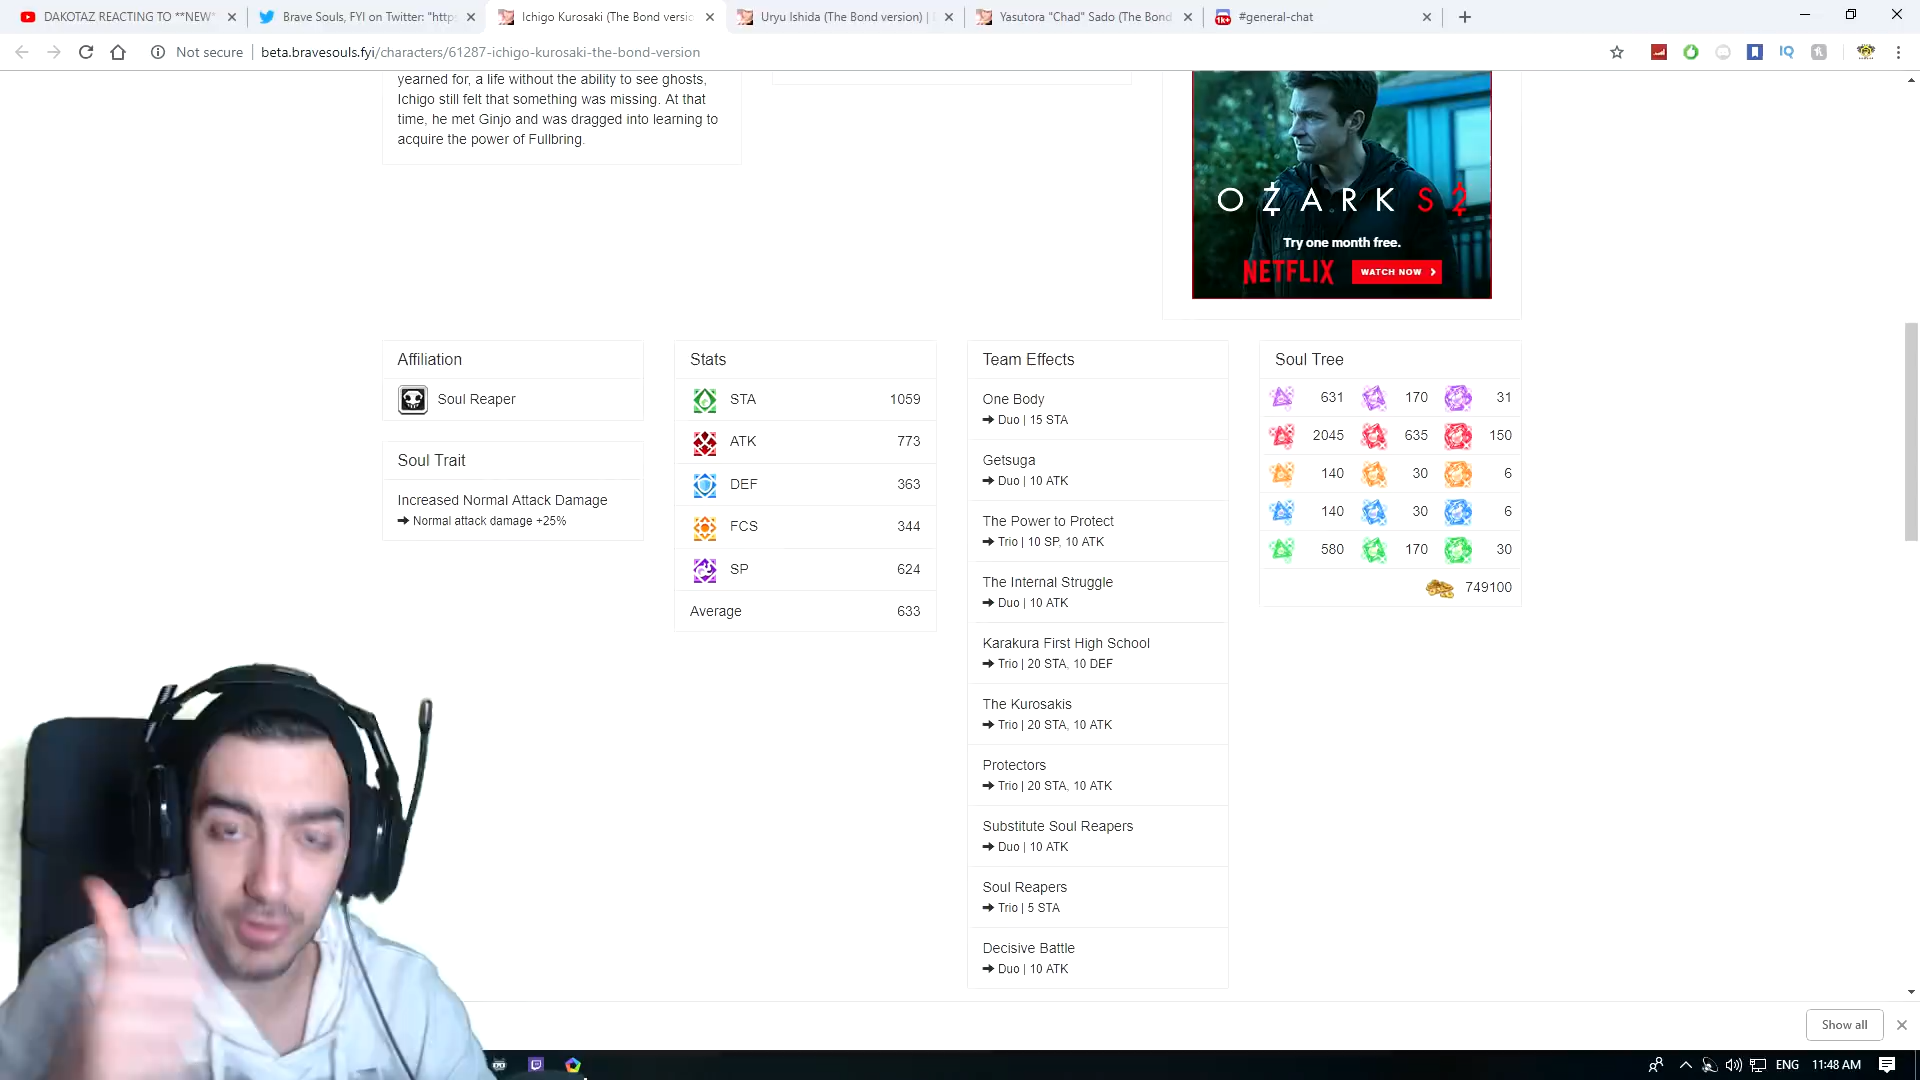 DAKOTAZ REACTING TO **NEW*
Brave Souls, FYI on Twitter: "http
Ichigo Kurosaki (The Bond versio
Uryu Ishida (The Bond version) |
Yasutora "Chad" Sado (The Bond
#general-chat
Not secure
beta.bravesouls.fyi/characters/61287-ichigo-kurosaki-the-bond-version
yearned for, a life without the ability to see ghosts,
Ichigo still felt that something was missing. At that
time, he met Ginjo and was dragged into learning to
acquire the power of Fullbring.
OZARK S2
Try one month free.
NETFLIX
WATCH NOW
Affiliation
Soul Reaper
Soul Trait
Increased Normal Attack Damage
Normal attack damage +25%
Stats
STA 1059
ATK 773
DEF 363
FCS 344
SP 624
Average 633
Team Effects
One Body
Duo | 15 STA
Getsuga
Duo | 10 ATK
The Power to Protect
Trio | 10 SP, 10 ATK
The Internal Struggle
Duo | 10 ATK
Karakura First High School
Trio | 20 STA, 10 DEF
The Kurosakis
Trio | 20 STA, 10 ATK
Protectors
Trio | 20 STA, 10 ATK
Substitute Soul Reapers
Duo | 10 ATK
Soul Reapers
Trio | 5 STA
Decisive Battle
Duo | 10 ATK
Soul Tree
631 170 31
2045 635 150
140 30 6
140 30 6
580 170 30
749100
Show all
ENG 11:48 AM